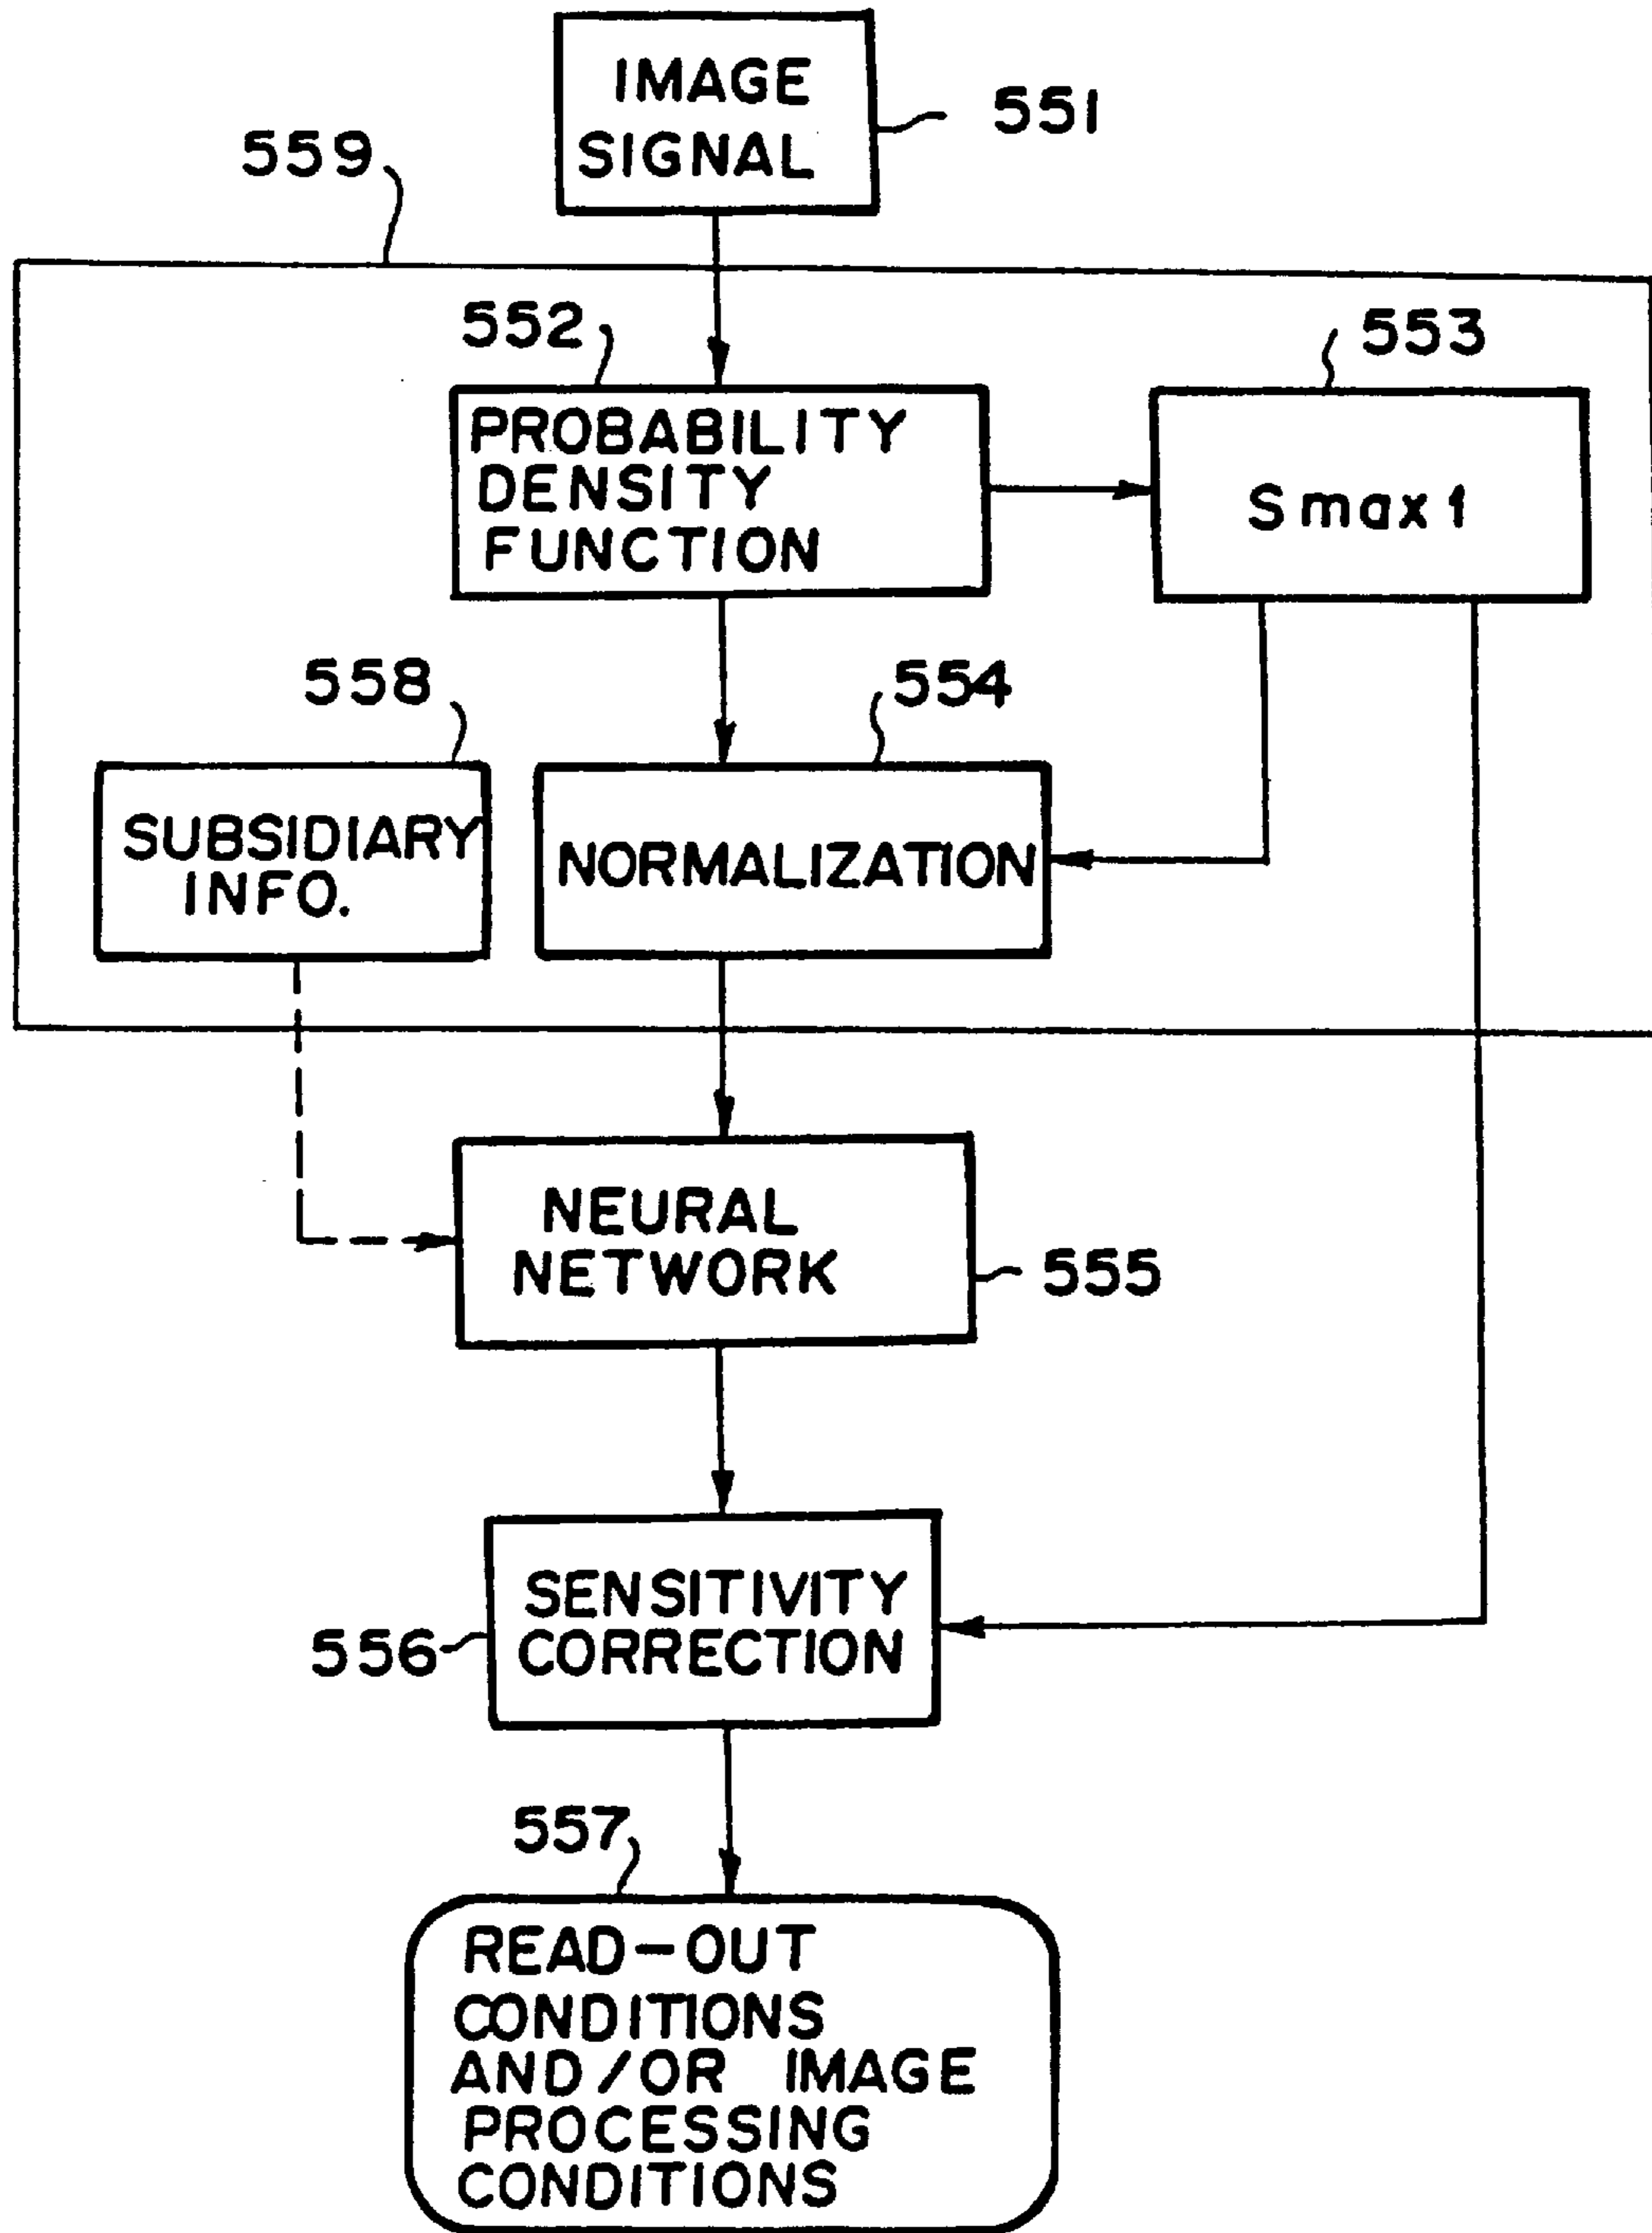 IMAGE
SIGNAL
551
559
552
553
PROBABILITY
DENSITY
FUNCTION
Smax1
558
554
SUBSIDIARY
INFO.
NORMALIZATION
NEURAL
NETWORK
555
SENSITIVITY
CORRECTION
556
557
READ-OUT
CONDITIONS
AND/OR IMAGE
PROCESSING
CONDITIONS